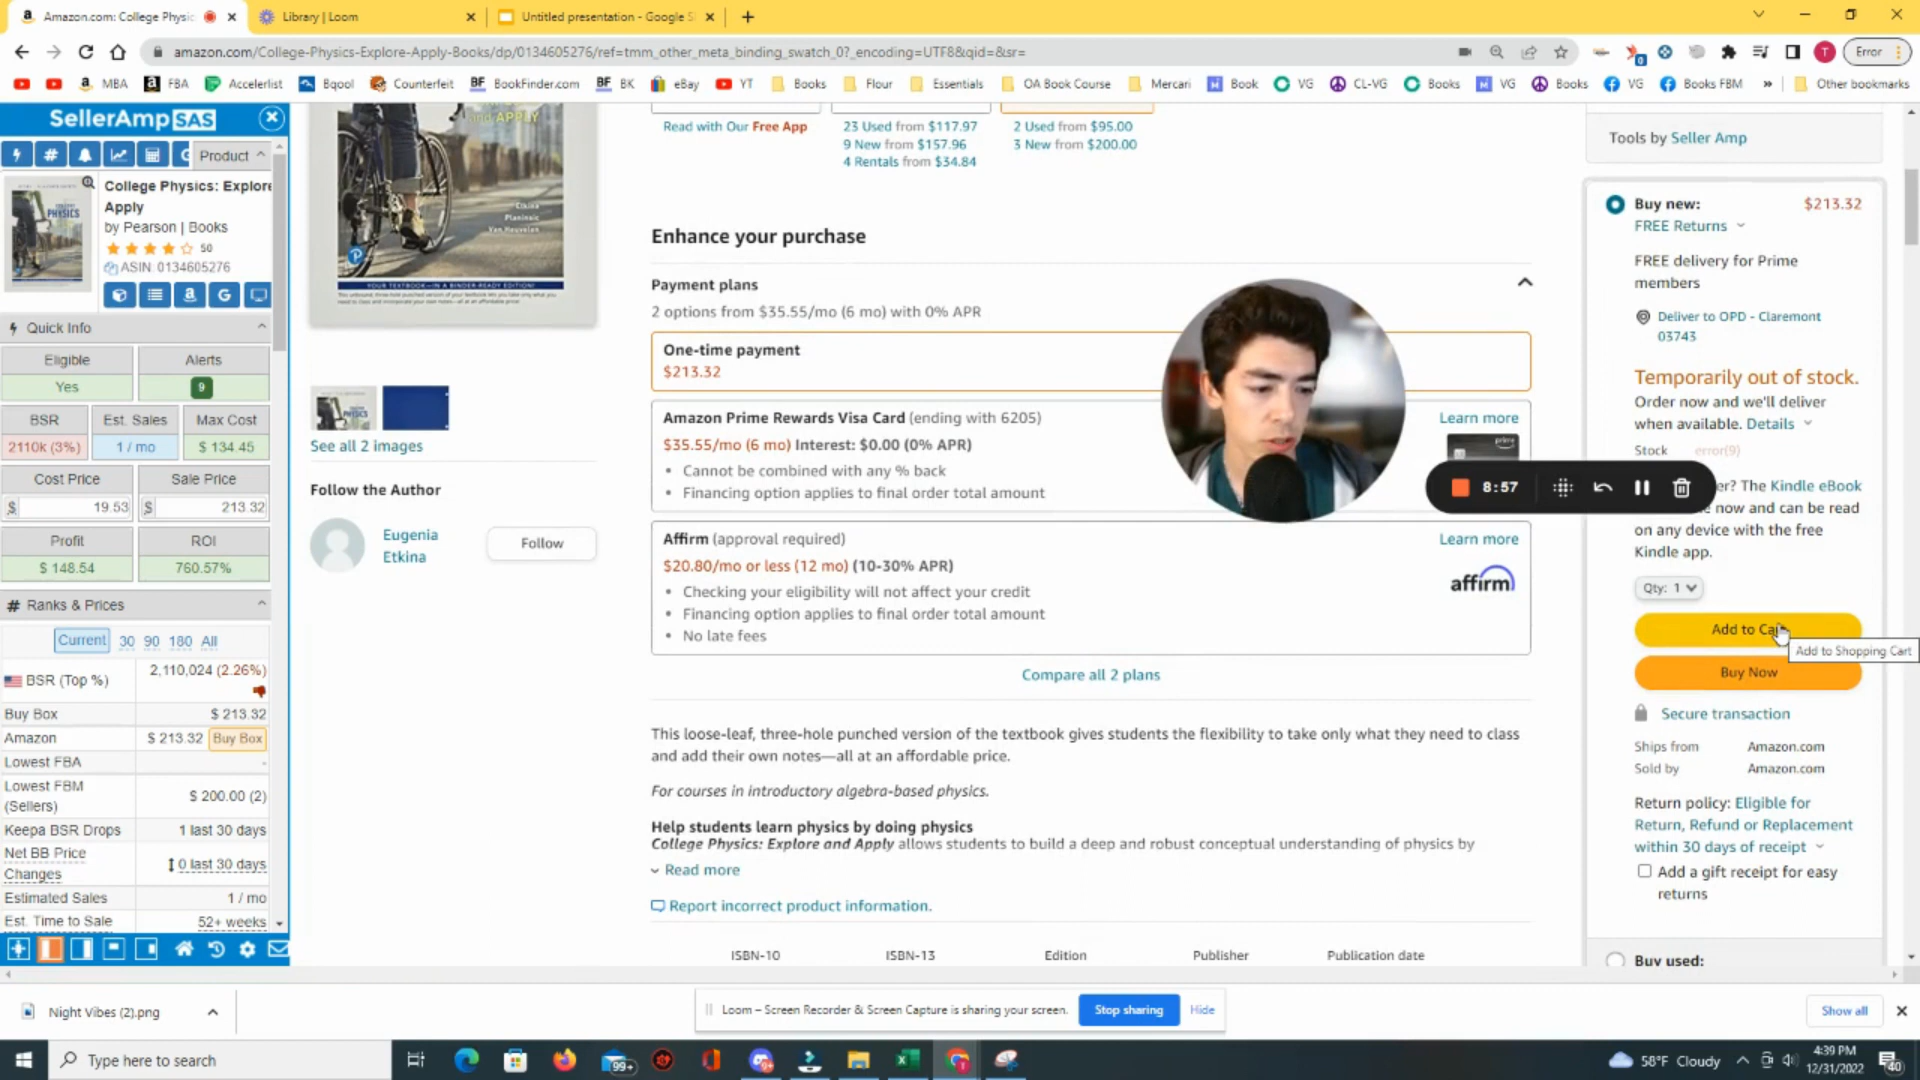 Amazon.com: College Physic
Library | Loom
Untitled presentation - Google S
amazon.com/College-Physics-Explore-Apply-Books/dp/0134605276/ref=tmm_other_meta_binding_swatch_0?_encoding=UTF8&qid=&sr=
T
Error
MBA
FBA
Accelerlist
Bqool
Counterfeit
BookFinder.com
BK
eBay
YT
Books
Flour
Essentials
OA Book Course
Mercari
Book
VG
CL-VG
Books
VG
Books
VG
Books FBM
Other bookmarks
SellerAmp SAS
Product
College Physics: Explore
Apply
by Pearson | Books
50
ASIN: 0134605276
Quick Info
Eligible
Alerts
Yes
9
BSR
Est. Sales
Max Cost
2110k (3%)
1 / mo
$ 134.45
Cost Price
Sale Price
$ 19.53
$ 213.32
Profit
ROI
$ 148.54
760.57%
# Ranks & Prices
Current 30 90 180 All
BSR (Top %)
2,110,024 (2.26%)
Buy Box
$ 213.32
Amazon
$ 213.32 Buy Box
Lowest FBA
-
Lowest FBM
(Sellers)
$ 200.00 (2)
Keepa BSR Drops
1 last 30 days
Net BB Price
Changes
0 last 30 days
Estimated Sales
1 / mo
Est. Time to Sale
52+ weeks
and APPLY
Etkina
Planinsic
Van Heuvelen
YOUR TEXTBOOK—IN A BINDER-READY EDITION!
See all 2 images
Follow the Author
Eugenia
Etkina
Follow
Read with Our Free App
23 Used from $117.97
9 New from $157.96
4 Rentals from $34.84
2 Used from $95.00
3 New from $200.00
Enhance your purchase
Payment plans
2 options from $35.55/mo (6 mo) with 0% APR
One-time payment
$213.32
Amazon Prime Rewards Visa Card (ending with 6205)
Learn more
$35.55/mo (6 mo) Interest: $0.00 (0% APR)
prime
• Cannot be combined with any % back
• Financing option applies to final order total amount
Affirm (approval required)
Learn more
$20.80/mo or less (12 mo) (10-30% APR)
affirm
• Checking your eligibility will not affect your credit
• Financing option applies to final order total amount
• No late fees
Compare all 2 plans
This loose-leaf, three-hole punched version of the textbook gives students the flexibility to take only what they need to class
and add their own notes—all at an affordable price.
For courses in introductory algebra-based physics.
Help students learn physics by doing physics
College Physics: Explore and Apply allows students to build a deep and robust conceptual understanding of physics by
Read more
Report incorrect product information.
ISBN-10
ISBN-13
Edition
Publisher
Publication date
8:57
Tools by Seller Amp
Buy new:
$213.32
FREE Returns
FREE delivery for Prime
members
Deliver to OPD - Claremont
03743
Temporarily out of stock.
Order now and we'll deliver
when available. Details
Stock error(9)
er? The Kindle eBook
now and can be read
on any device with the free
Kindle app.
Qty: 1
Add to Ca
Add to Shopping Cart
Buy Now
Secure transaction
Ships from Amazon.com
Sold by Amazon.com
Return policy: Eligible for
Return, Refund or Replacement
within 30 days of receipt
Add a gift receipt for easy
returns
Buy used:
Night Vibes (2).png
Loom – Screen Recorder & Screen Capture is sharing your screen.
Stop sharing
Hide
Show all
Type here to search
99+
58°F Cloudy
4:39 PM
12/31/2022
40